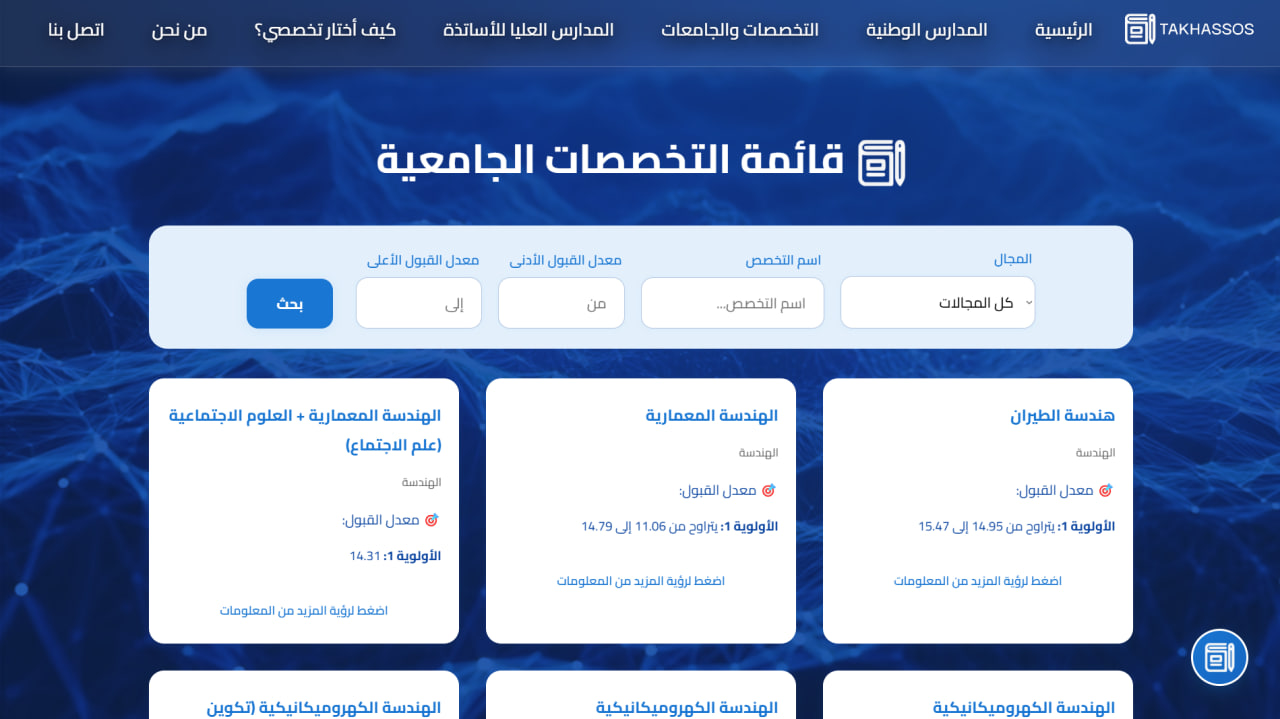 TAKHASSOS
الرئيسية
المدارس الوطنية
التخصصات والجامعات
المدارس العليا للأساتذة
كيف أختار تخصصي؟
من نحن
اتصل بنا
قائمة التخصصات الجامعية
المجال
كل المجالات
اسم التخصص
اسم التخصص...
معدل القبول الأدنى
من
معدل القبول الأعلى
إلى
بحث
هندسة الطيران
الهندسة
🎯 معدل القبول:
الأولوية 1: يتراوح من 14.95 إلى 15.47
اضغط لرؤية المزيد من المعلومات
الهندسة المعمارية
الهندسة
🎯 معدل القبول:
الأولوية 1: يتراوح من 11.06 إلى 14.79
اضغط لرؤية المزيد من المعلومات
الهندسة المعمارية + العلوم الاجتماعية
(علم الاجتماع)
الهندسة
🎯 معدل القبول:
الأولوية 1: 14.31
اضغط لرؤية المزيد من المعلومات
الهندسة الكهروميكانيكية
الهندسة الكهروميكانيكية
الهندسة الكهروميكانيكية (تكوين